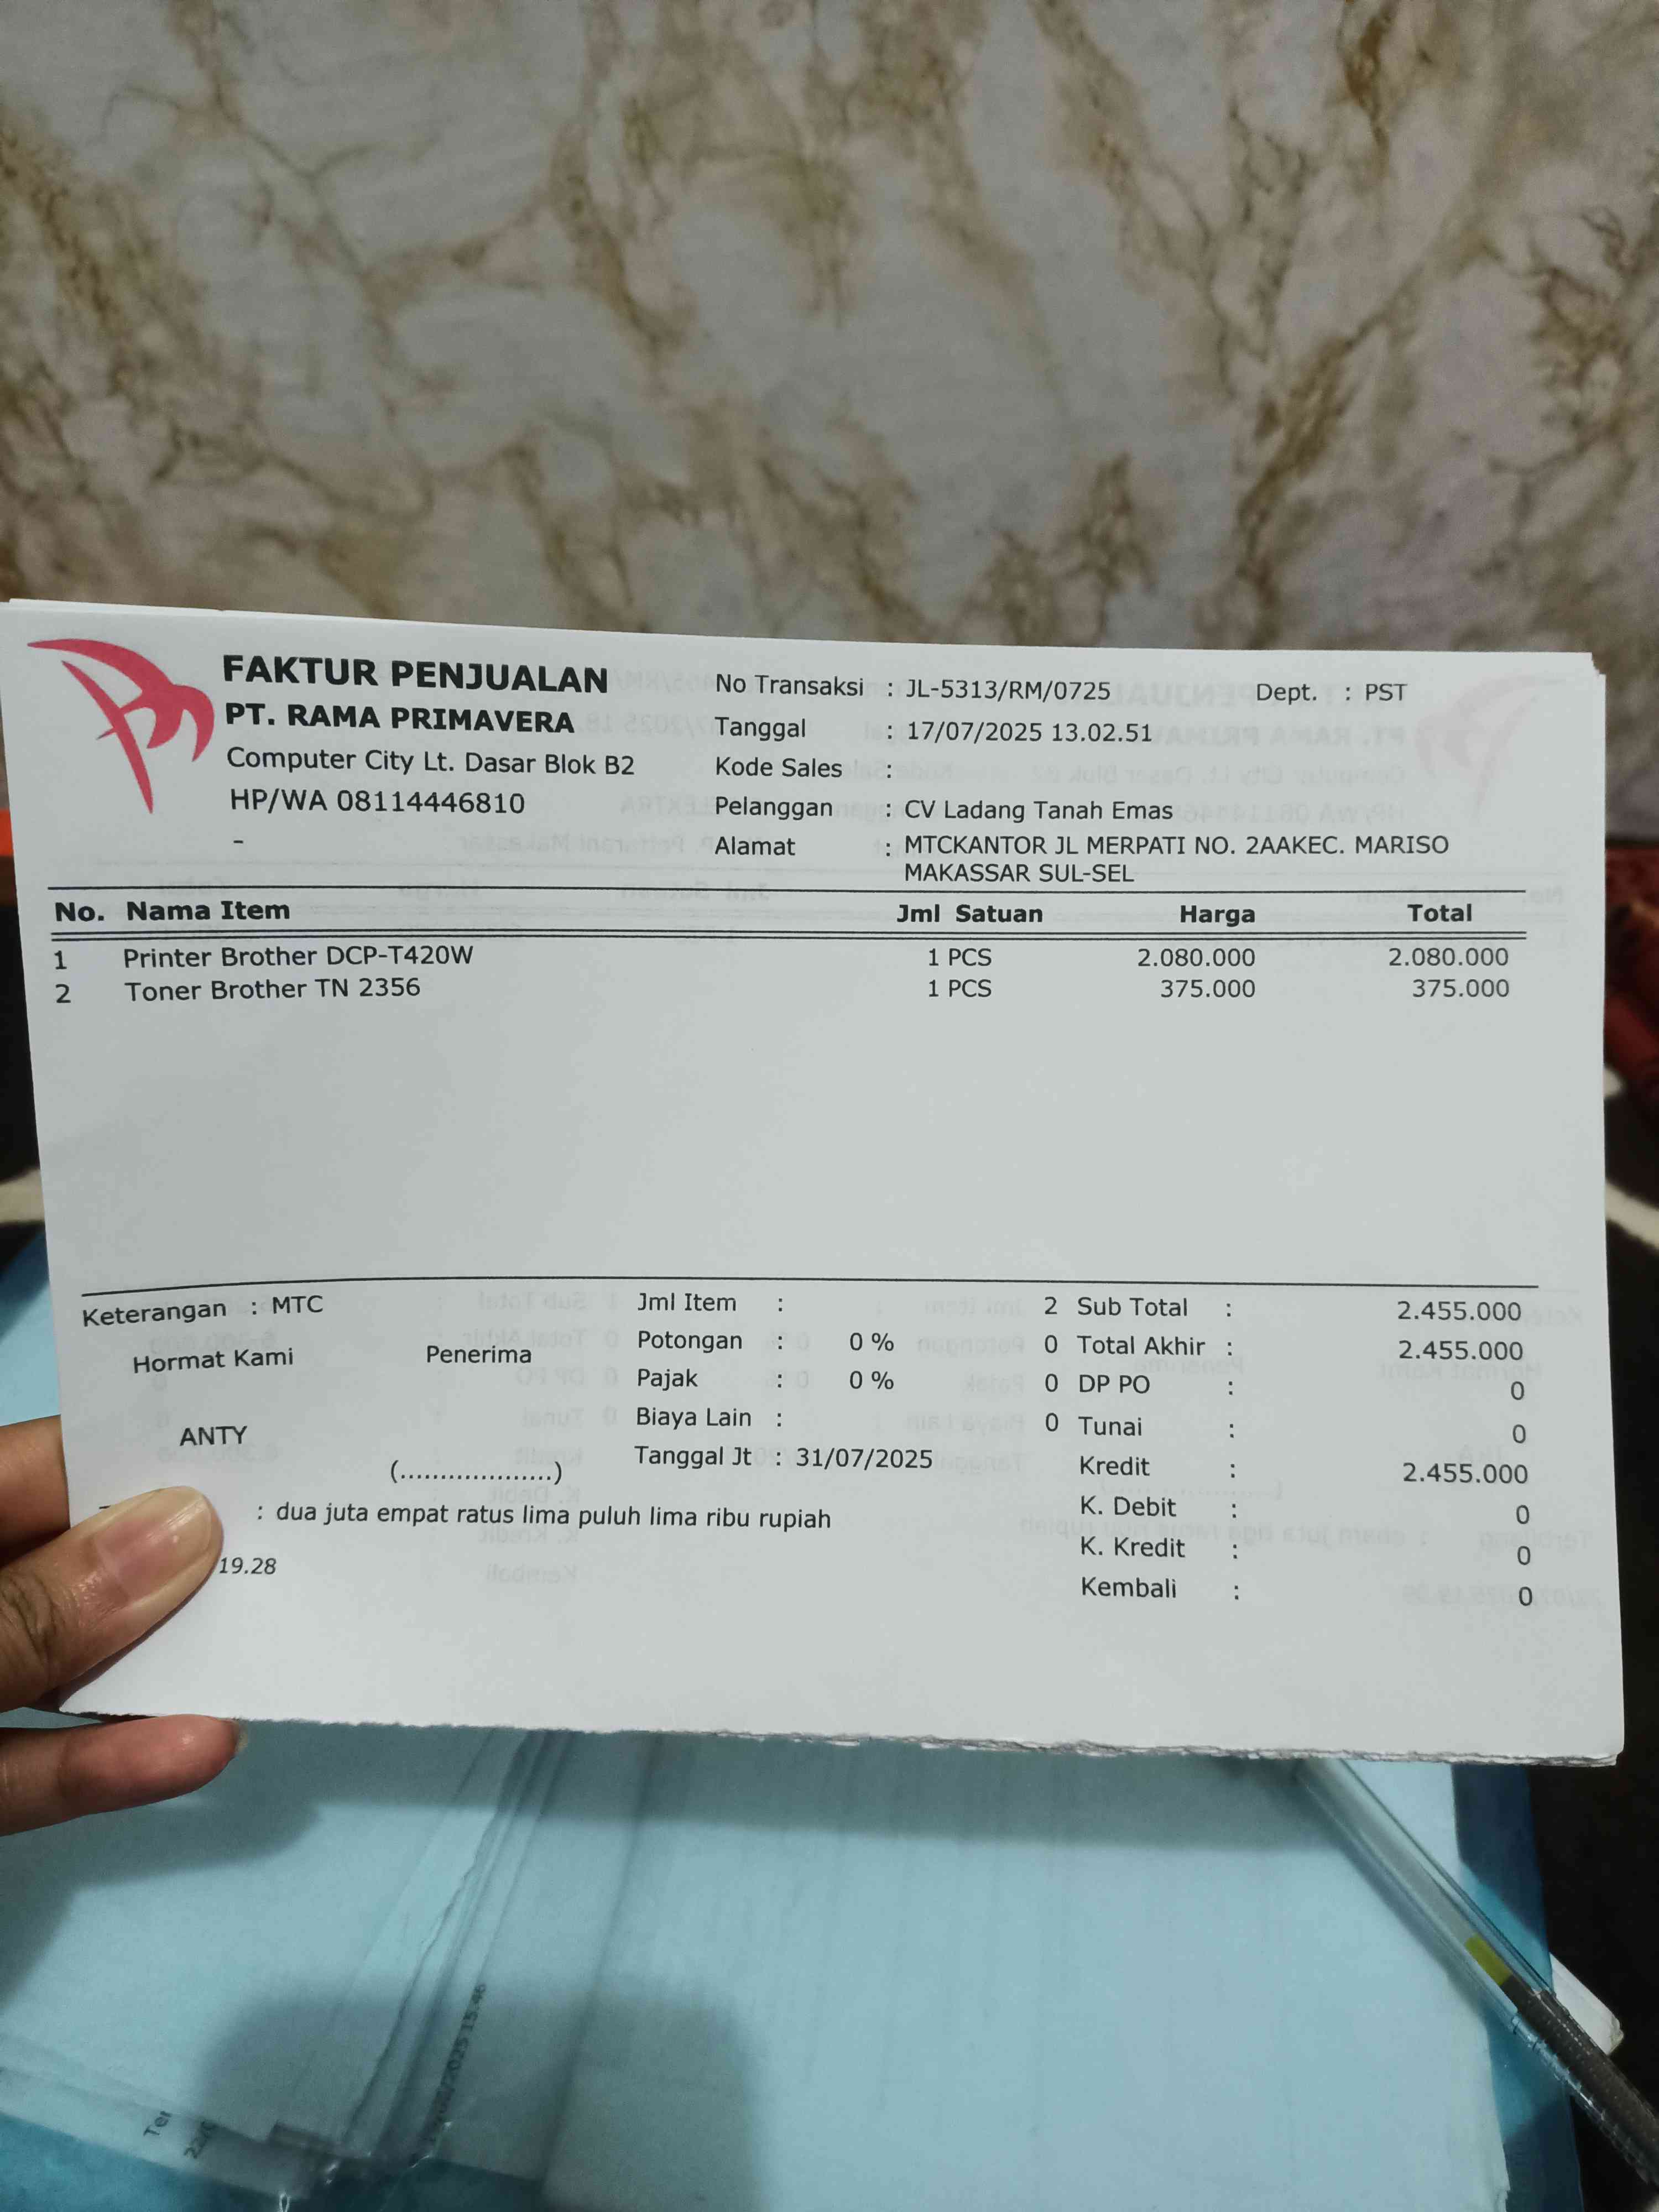 FAKTUR PENJUALAN
PT. RAMA PRIMAVERA
Computer City Lt. Dasar Blok B2
HP/WA 08114446810
-
No Transaksi : JL-5313/RM/0725 Dept. : PST
Tanggal : 17/07/2025 13.02.51
Kode Sales :
Pelanggan : CV Ladang Tanah Emas
Alamat : MTCKANTOR JL MERPATI NO. 2AAKEC. MARISO
MAKASSAR SUL-SEL
No. Nama Item Jml Satuan Harga Total
1 Printer Brother DCP-T420W 1 PCS 2.080.000 2.080.000
2 Toner Brother TN 2356 1 PCS 375.000 375.000
Keterangan : MTC
Hormat Kami Penerima
ANTY
(...................)
: dua juta empat ratus lima puluh lima ribu rupiah
19.28
Jml Item : 2
Potongan : 0 % 0
Pajak : 0 % 0
Biaya Lain : 0
Tanggal Jt : 31/07/2025
Sub Total : 2.455.000
Total Akhir : 2.455.000
DP PO : 0
Tunai : 0
Kredit : 2.455.000
K. Debit : 0
K. Kredit : 0
Kembali : 0